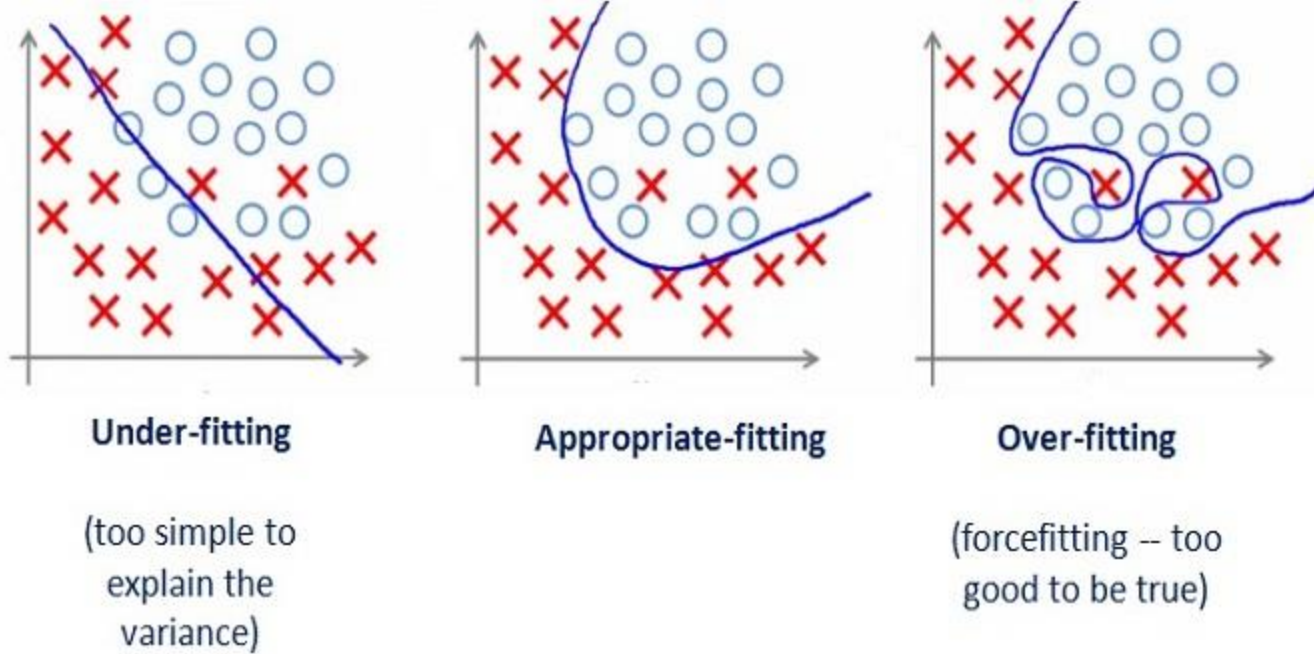 Under-fitting
Appropriate-fitting
Over-fitting
(too simple to
explain the
variance)
(forcefitting -- too
good to be true)